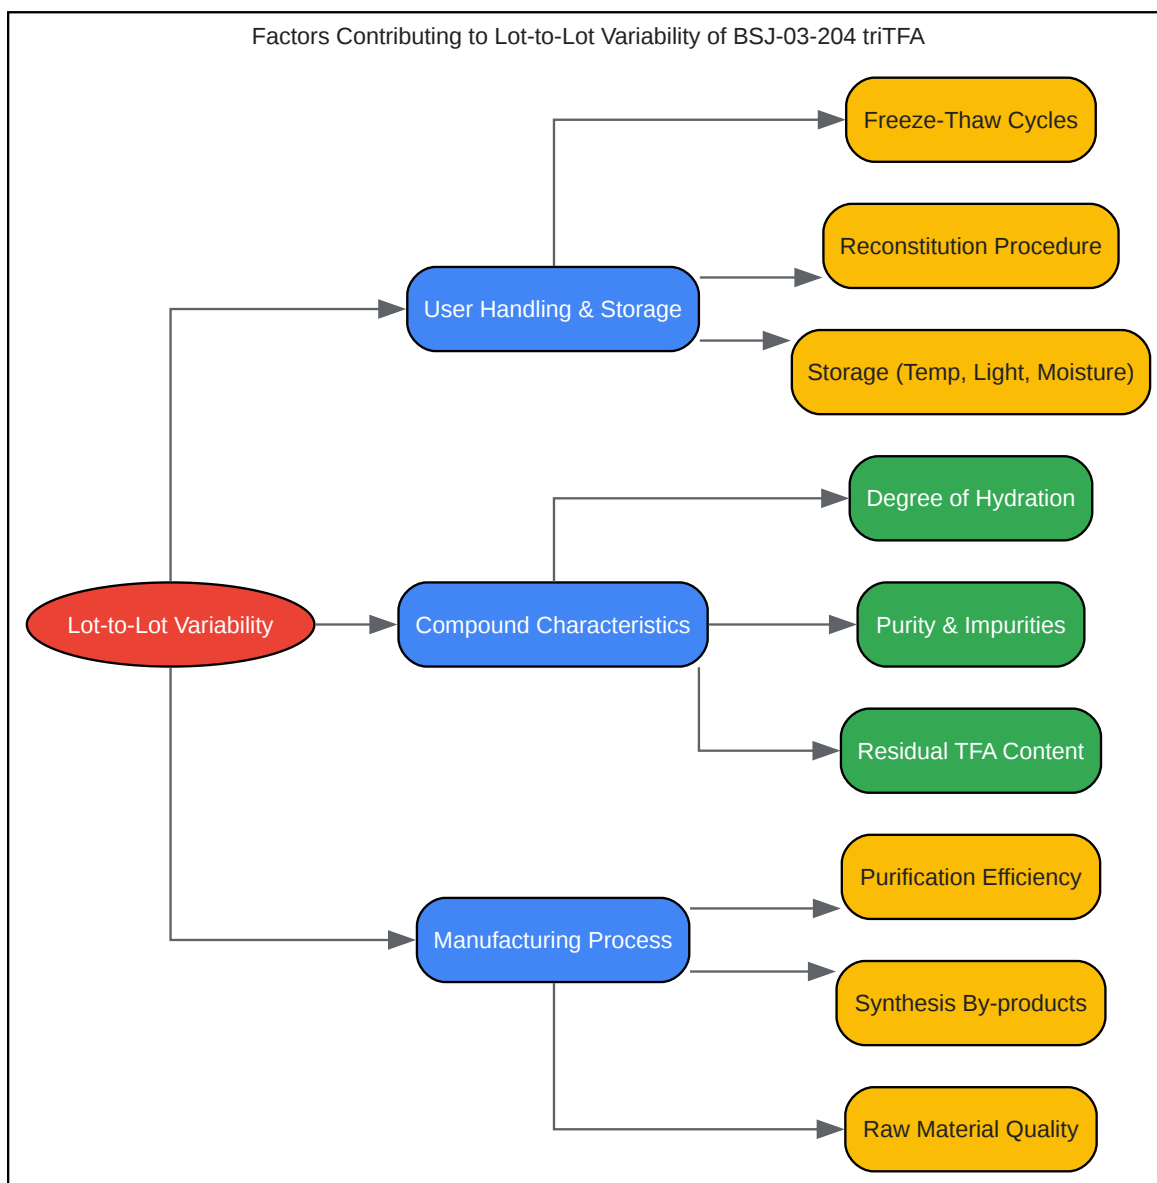 Factors Contributing to Lot-to-Lot Variability of BSJ-03-204 triTFA
Freeze-Thaw Cycles
Reconstitution Procedure
User Handling & Storage
Storage (Temp, Light, Moisture)
Degree of Hydration
Lot-to-Lot Variability
Compound Characteristics
Purity & Impurities
Residual TFA Content
Purification Efficiency
Manufacturing Process
Synthesis By-products
Raw Material Quality